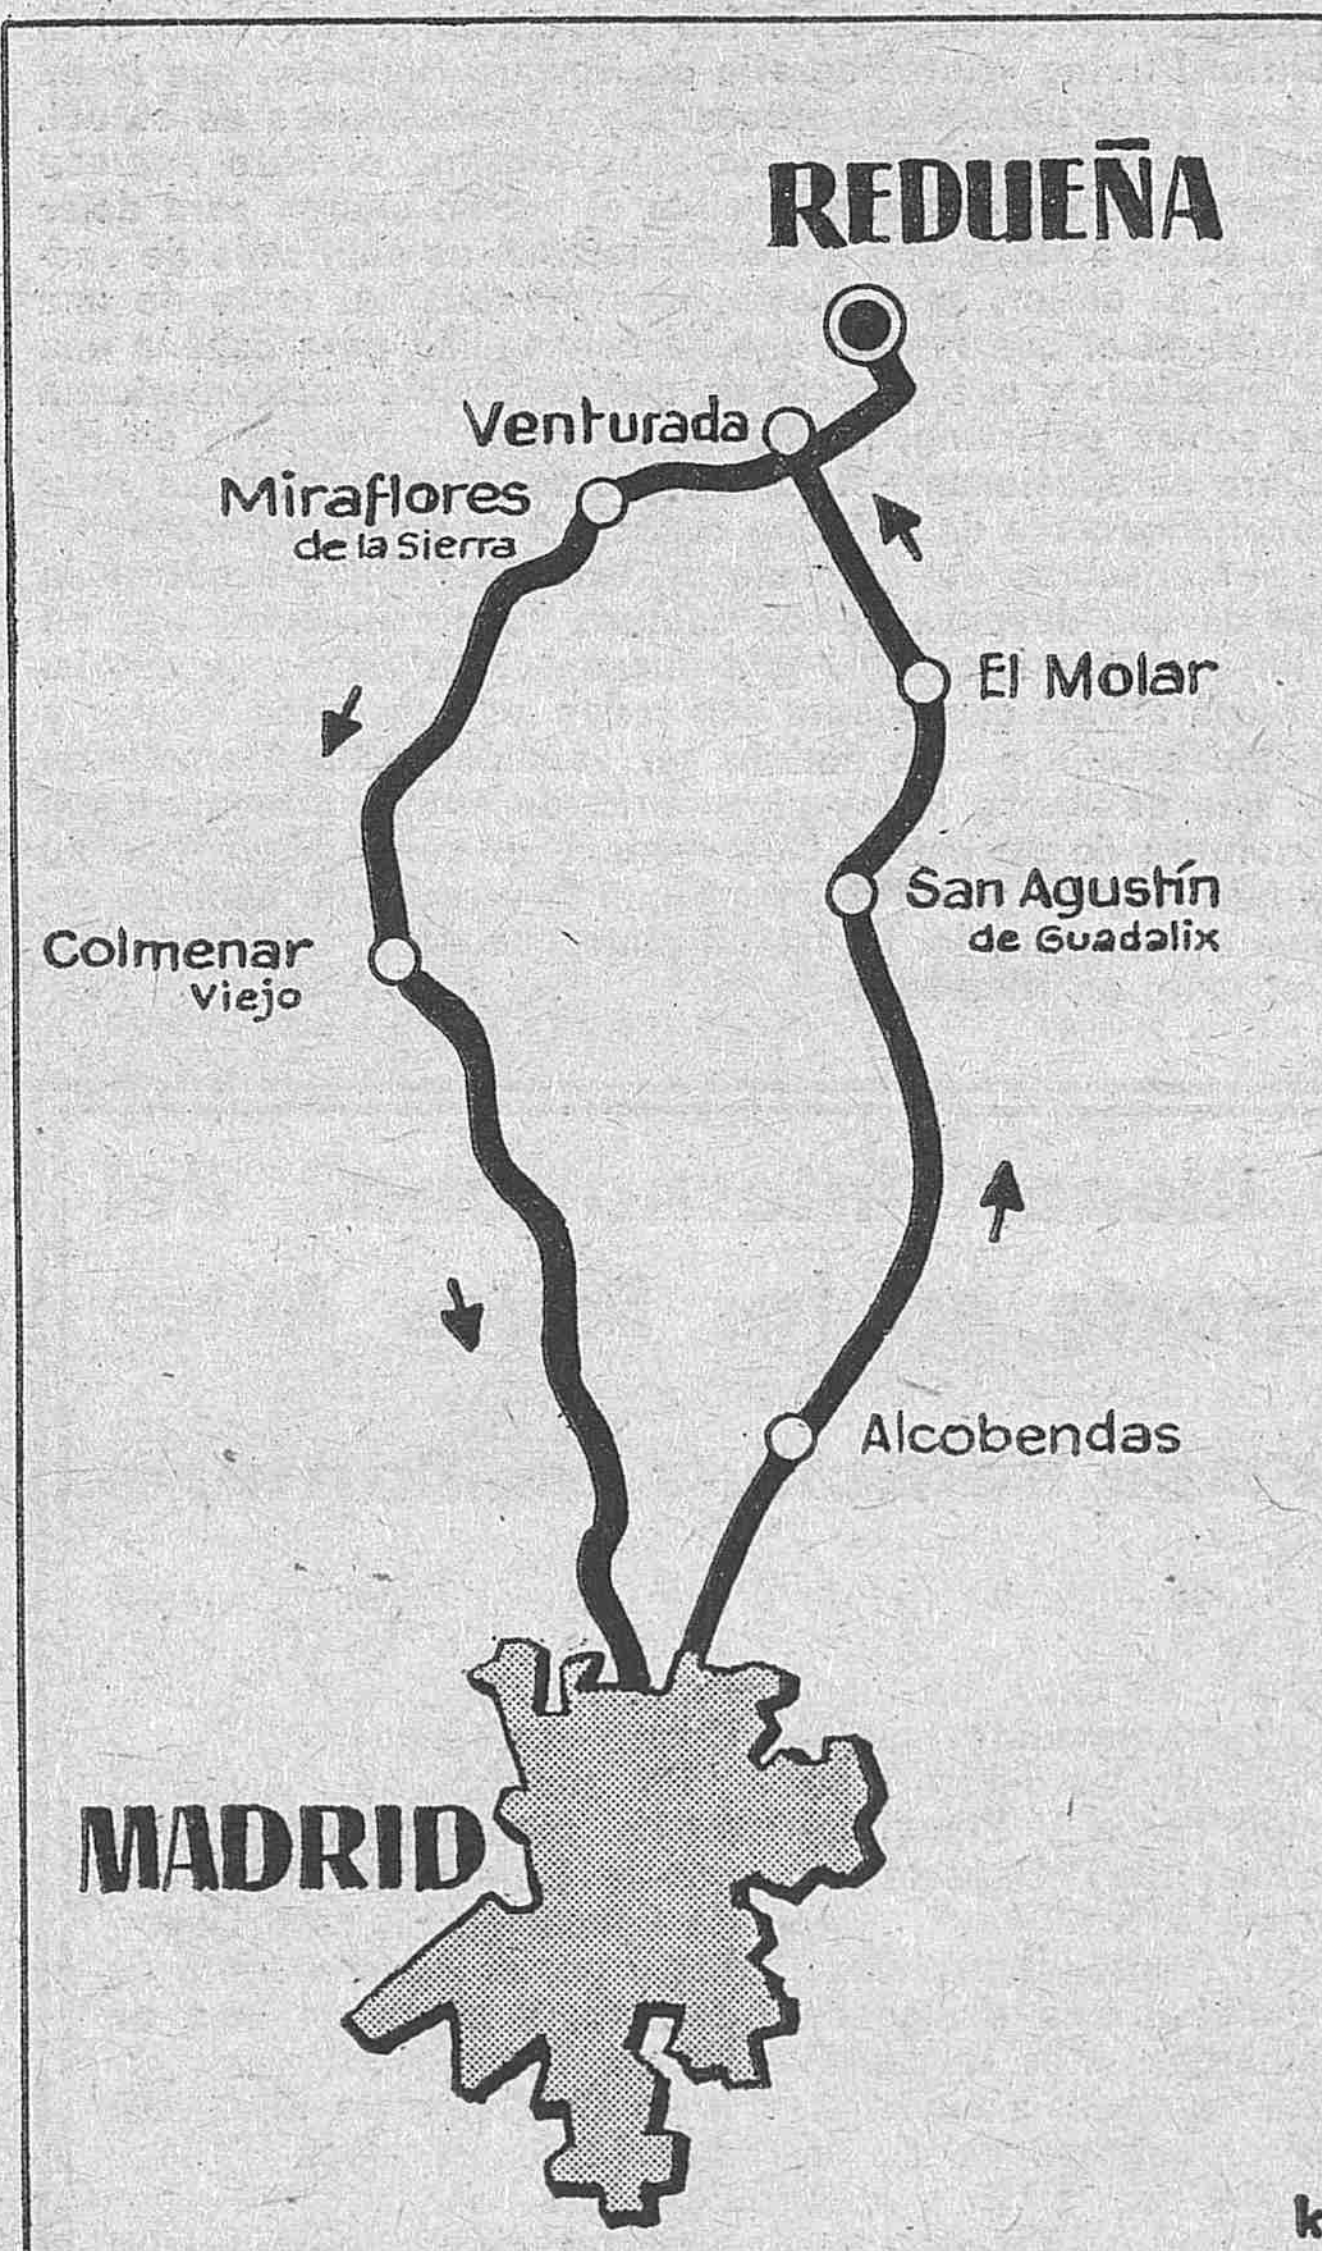 REDUEÑA
Venturada
Miraflores
de la Sierra
El Molar
San Agustín
de Guadalix
Colmenar
Viejo
Alcobendas
MADRID
k